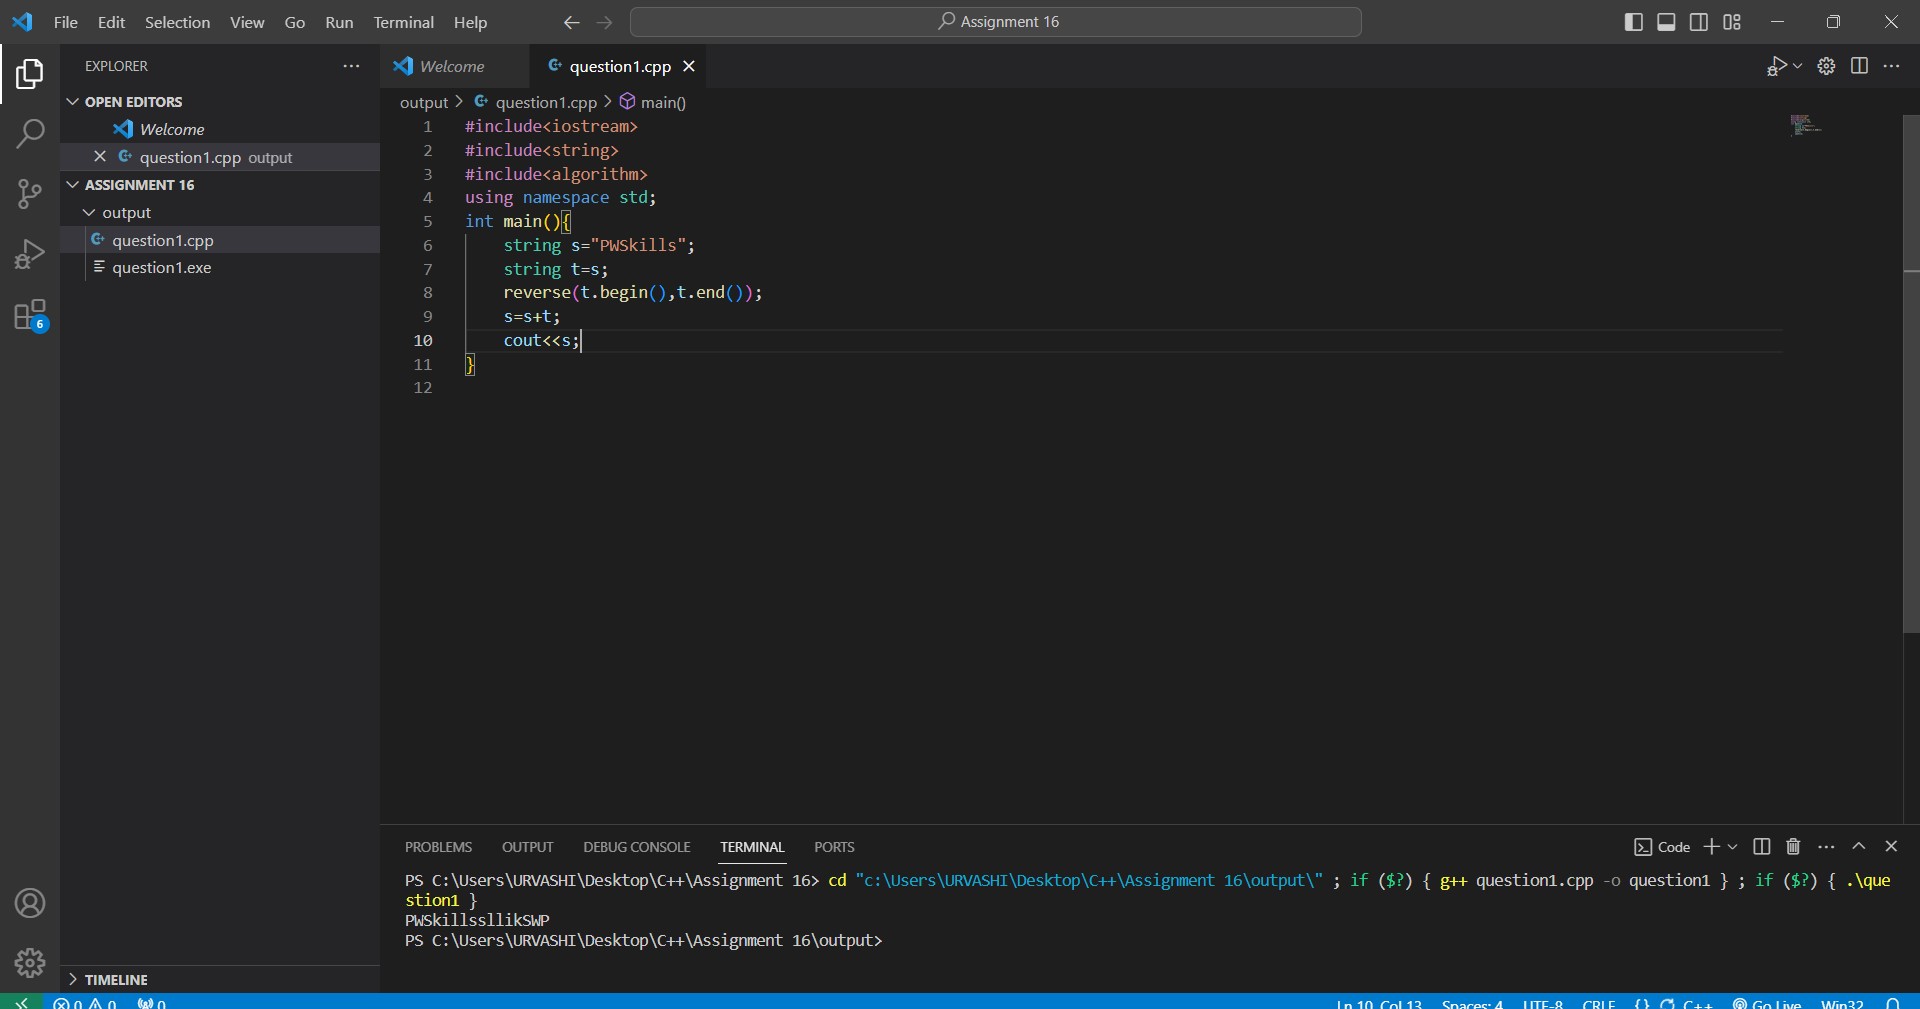 File Edit Selection View Go Run Terminal Help
Assignment 16
EXPLORER
OPEN EDITORS
Welcome
question1.cpp output
ASSIGNMENT 16
output
question1.cpp
question1.exe
TIMELINE
Welcome
question1.cpp
output > question1.cpp > main()
1 #include<iostream>
2 #include<string>
3 #include<algorithm>
4 using namespace std;
5 int main(){
6 string s="PWSkills";
7 string t=s;
8 reverse(t.begin(),t.end());
9 s=s+t;
10 cout<<s;
11 }
12
PROBLEMS OUTPUT DEBUG CONSOLE TERMINAL PORTS
Code
PS C:\Users\URVASHI\Desktop\C++\Assignment 16> cd "c:\Users\URVASHI\Desktop\C++\Assignment 16\output\" ; if ($?) { g++ question1.cpp -o question1 } ; if ($?) { .\que
stion1 }
PWSkillssllikSWP
PS C:\Users\URVASHI\Desktop\C++\Assignment 16\output>
6
0 0 0
Ln 10, Col 13 Spaces: 4 UTF-8 CRLF {} C++ Go Live Win32